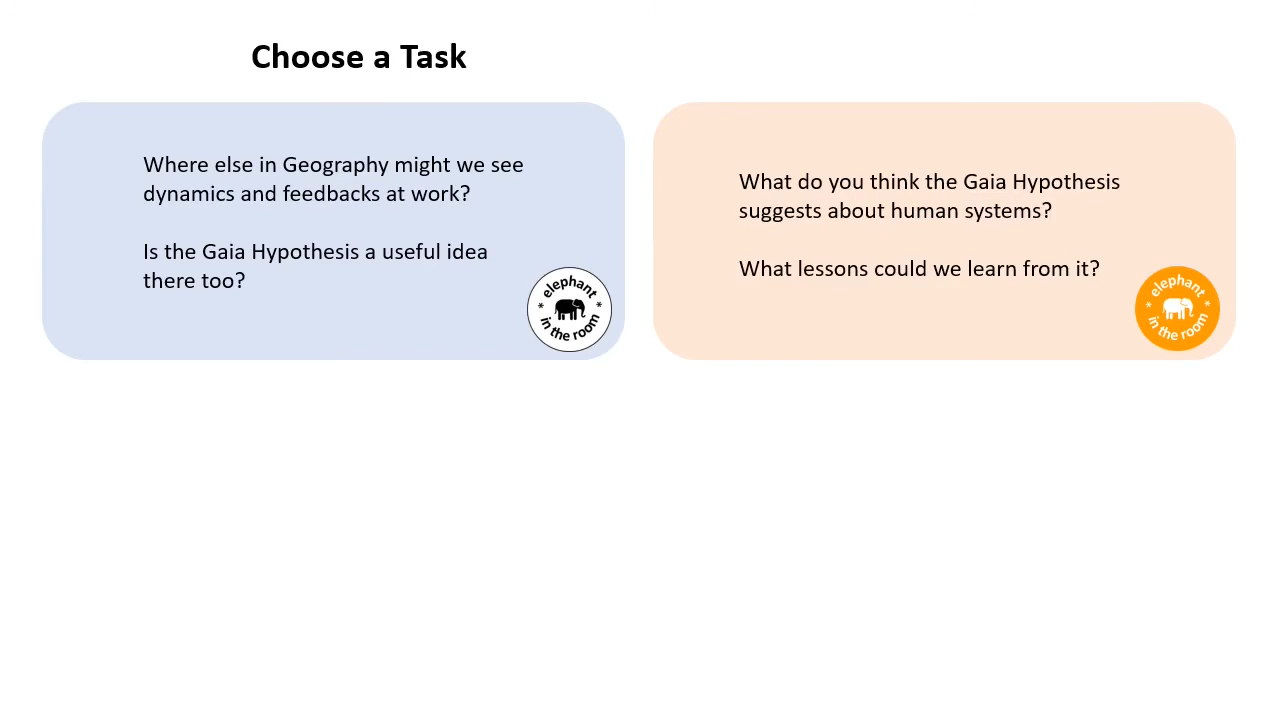 Choose a Task
Where else in Geography might we see
dynamics and feedbacks at work?
Is the Gaia Hypothesis a useful idea
there too?
* elephant *
in the room
What do you think the Gaia Hypothesis
suggests about human systems?
What lessons could we learn from it?
* elephant *
in the room